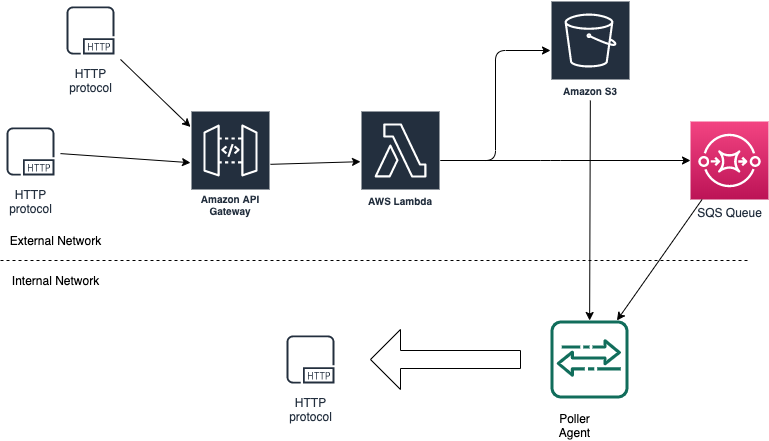 HTTP
HTTP
protocol
Amazon S3
HTTP
HTTP
protocol
</>
Amazon API
Gateway
AWS Lambda
SQS Queue
External Network
Internal Network
HTTP
HTTP
protocol
Poller
Agent